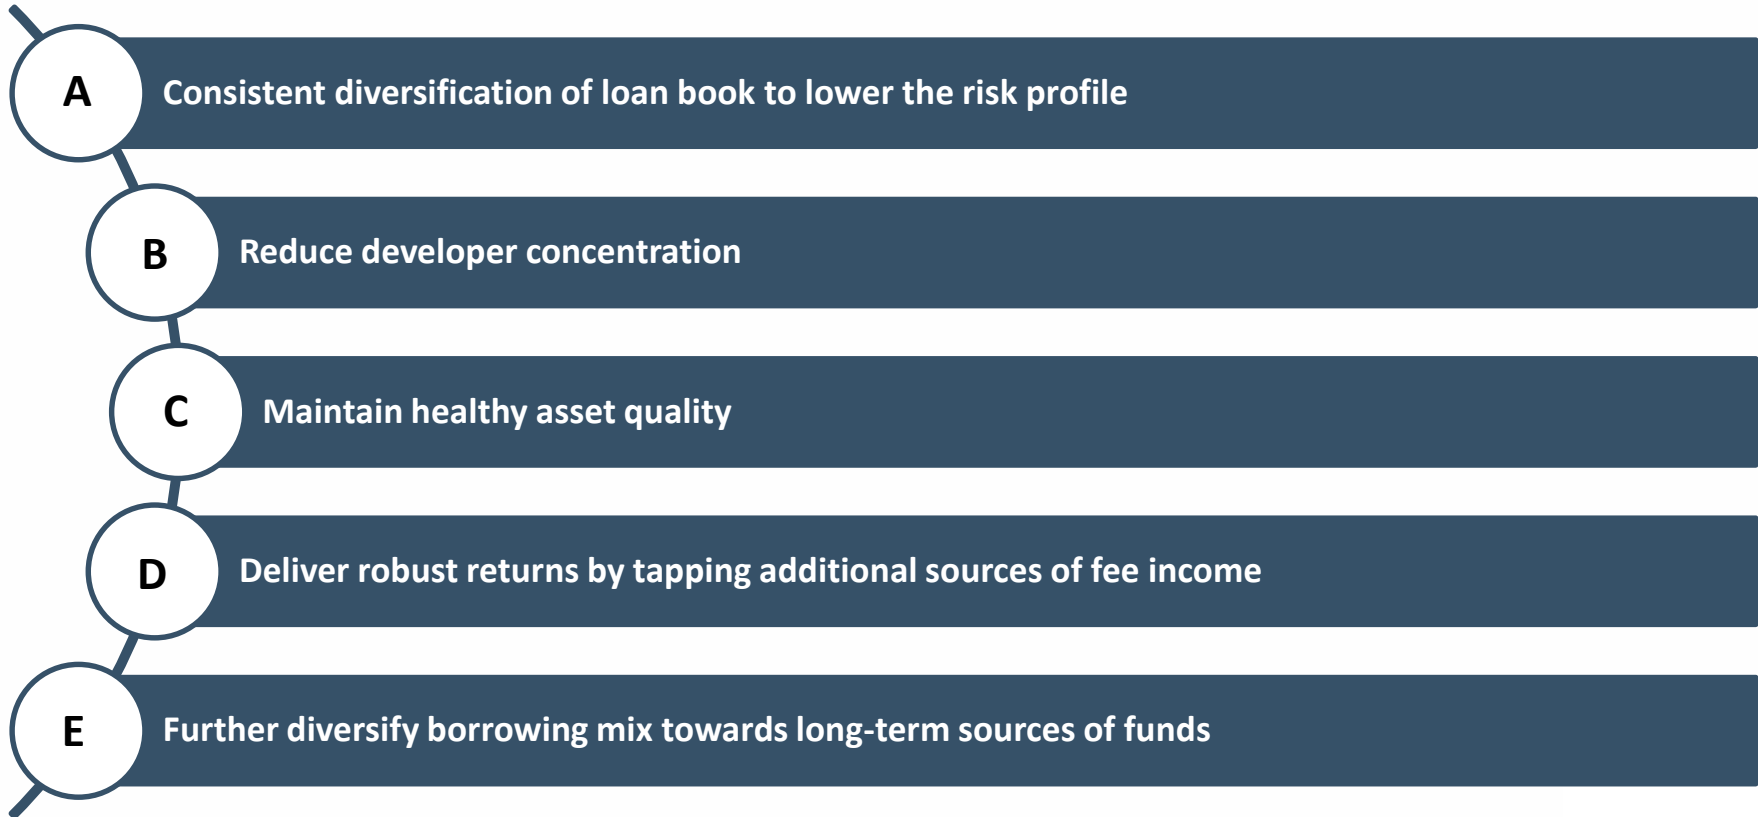 A
Consistent diversification of loan book to lower the risk profile
B
Reduce developer concentration
C
Maintain healthy asset quality
D
Deliver robust returns by tapping additional sources of fee income
E
Further diversify borrowing mix towards long-term sources of funds